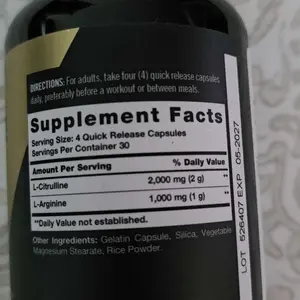 DIRECTIONS: For adults, take four (4) quick release capsules
daily, preferably before a workout or between meals.
Supplement Facts
Serving Size: 4 Quick Release Capsules
Servings Per Container 30
Amount Per Serving % Daily Value
L-Citrulline 2,000 mg (2 g) **
L-Arginine 1,000 mg (1 g) **
**Daily Value not established.
Other Ingredients: Gelatin Capsule, Silica, Vegetable
Magnesium Stearate, Rice Powder.
LOT 526407 EXP 05-2027